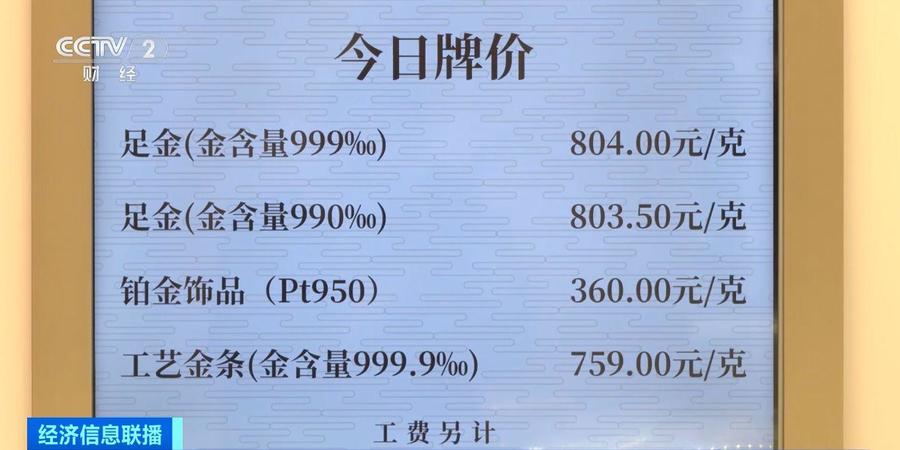 CCTV 2
财经
今日牌价
足金(金含量999‰) 804.00元/克
足金(金含量990‰) 803.50元/克
铂金饰品（Pt950） 360.00元/克
工艺金条(金含量999.9‰) 759.00元/克
工费另计
经济信息联播